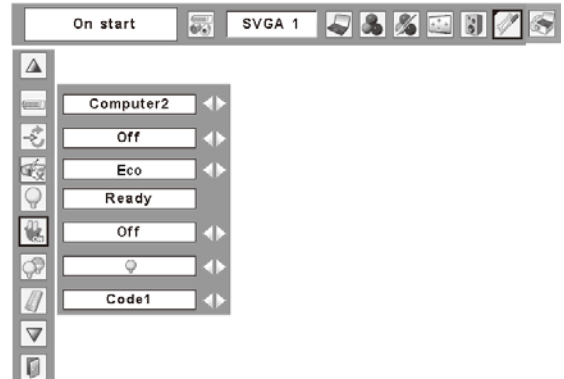 On start
SVGA 1
Computer2
Off
Eco
Ready
Off
Code1